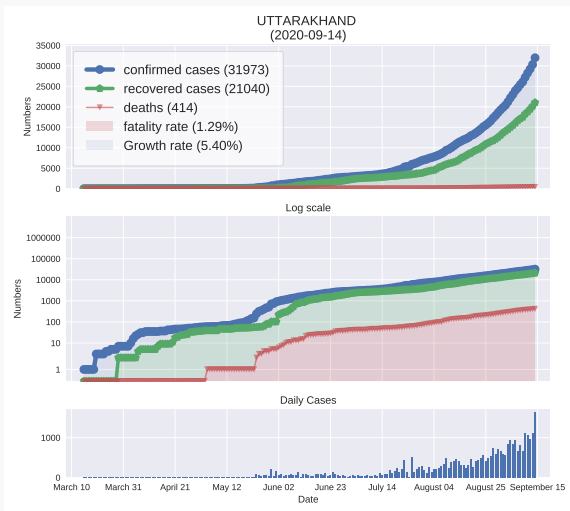 UTTARAKHAND
(2020-09-14)
35000
30000
25000
20000
15000
10000
5000
0
Numbers
confirmed cases (31973)
recovered cases (21040)
deaths (414)
fatality rate (1.29%)
Growth rate (5.40%)
Log scale
1000000
100000
10000
1000
100
10
1
Numbers
Daily Cases
1000
0
March 10 March 31 April 21 May 12 June 02 June 23 July 14 August 04 August 25 September 15
Date